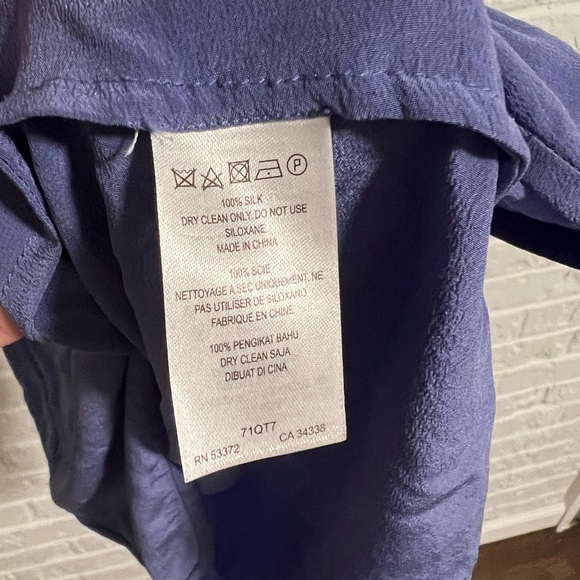 P
100% SILK
DRY CLEAN ONLY. DO NOT USE
SILOXANE
MADE IN CHINA
100% SOIE
NETTOYAGE A SEC UNIQUEMENT, NE
PAS UTILISER DE SILOXANO
FABRIQUE EN CHINE
100% PENGIKAT BAHU
DRY CLEAN SAJA
DIBUAT DI CINA
71QT7
RN 53372 CA 34338